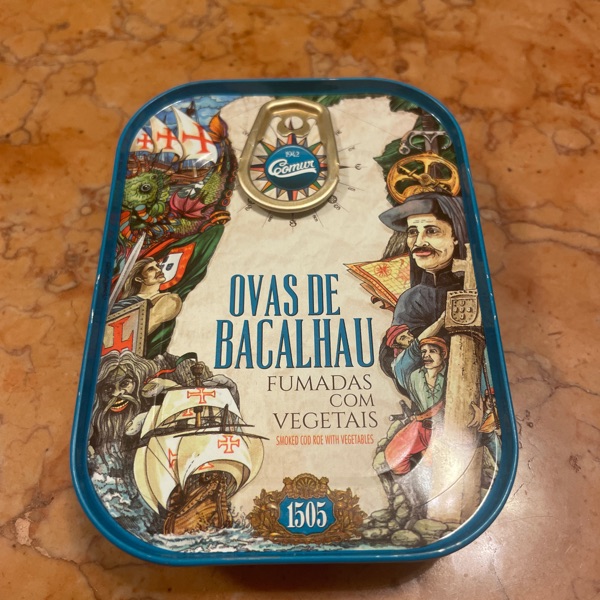 1942
Comur
OVAS DE
BACALHAU
FUMADAS
COM
VEGETAIS
SMOKED COD ROE WITH VEGETABLES
1505